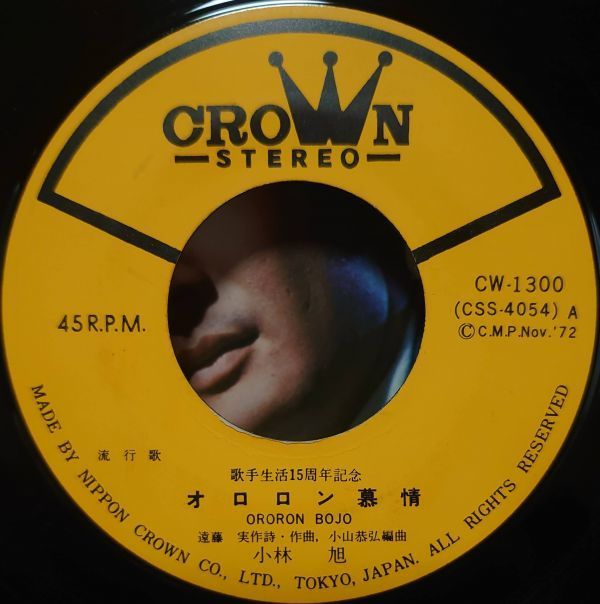 CROWN
STEREO
CW-1300
(CSS-4054) A
45 R.P.M.
Ⓒ C.M.P. Nov. '72
流行歌
歌手生活15周年記念
オロロン慕情
ORORON BOJO
遠藤 実作詩・作曲, 小山恭弘編曲
小林 旭
MADE BY NIPPON CROWN CO., LTD., TOKYO, JAPAN. ALL RIGHTS RESERVED